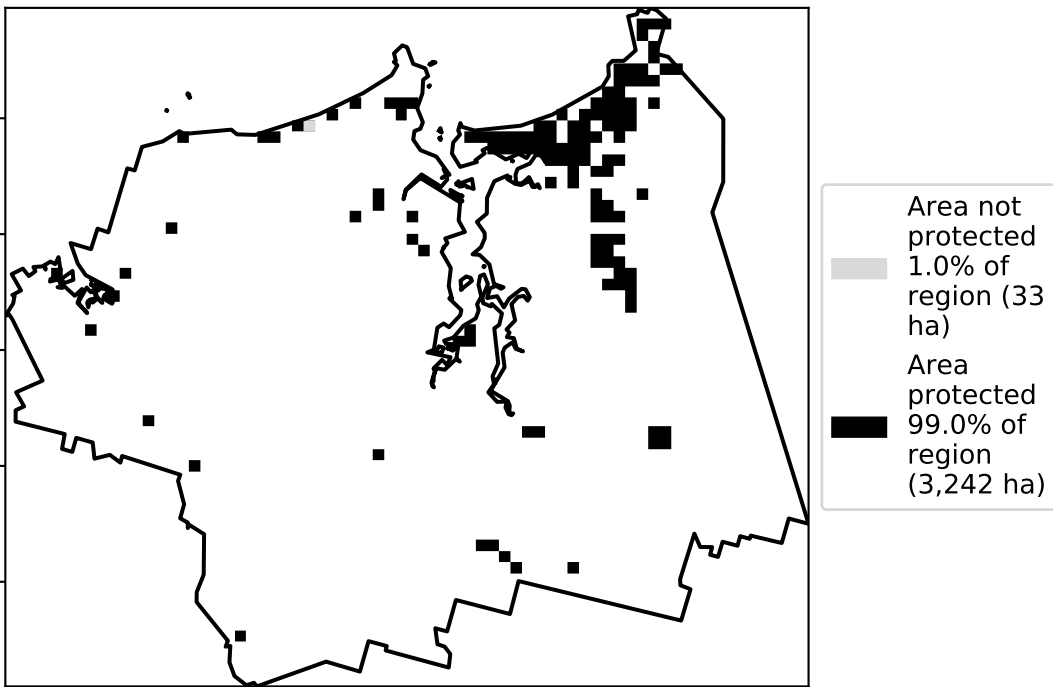 Area not
protected
1.0% of
region (33
ha)
Area
protected
99.0% of
region
(3,242 ha)